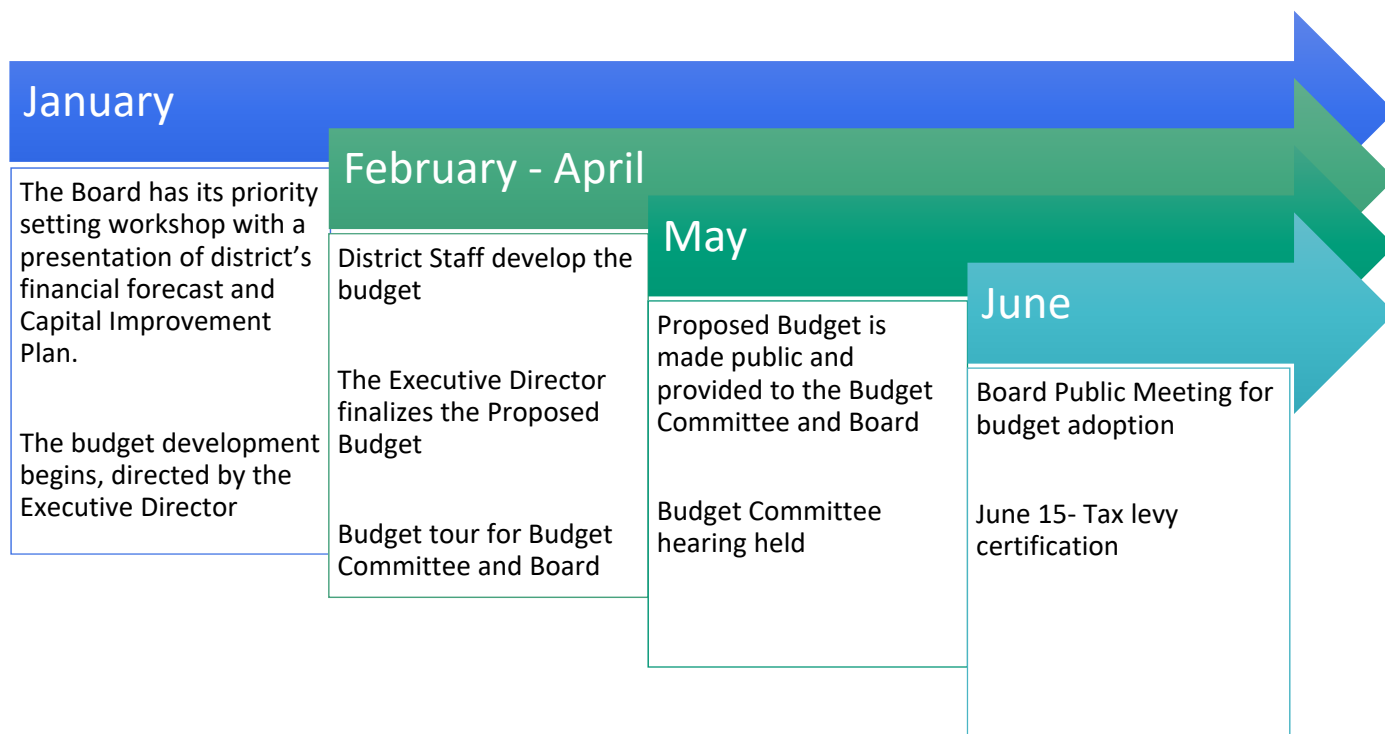 January
The Board has its priority
setting workshop with a
presentation of district’s
financial forecast and
Capital Improvement
Plan.
The budget development
begins, directed by the
Executive Director
February - April
District Staff develop the
budget
The Executive Director
finalizes the Proposed
Budget
Budget tour for Budget
Committee and Board
May
Proposed Budget is
made public and
provided to the Budget
Committee and Board
Budget Committee
hearing held
June
Board Public Meeting for
budget adoption
June 15- Tax levy
certification